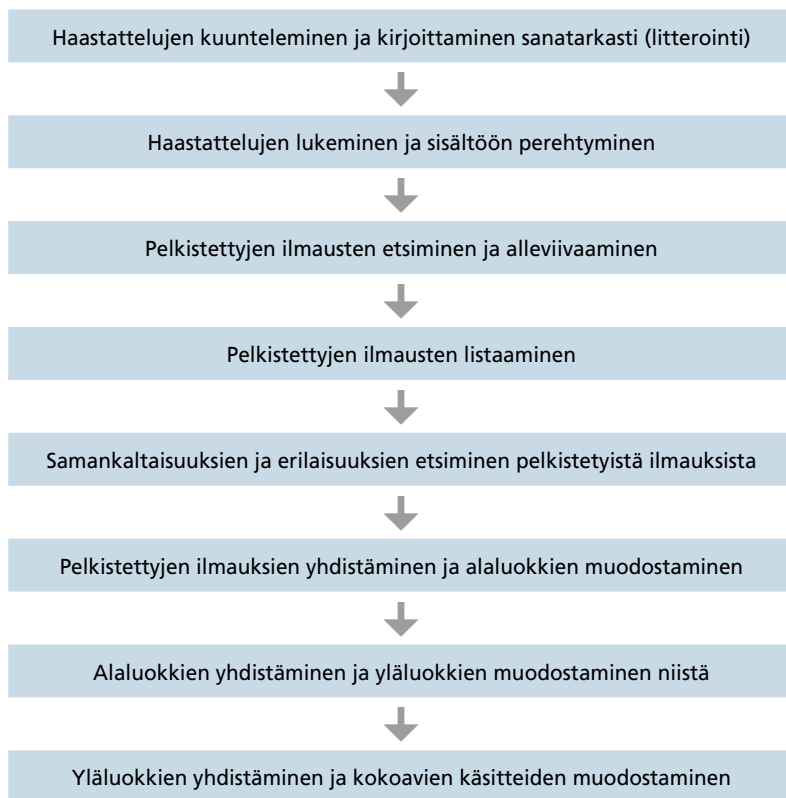 Haastattelujen kuunteleminen ja kirjoittaminen sanatarkasti (litterointi)
Haastattelujen lukeminen ja sisältöön perehtyminen
Pelkistettyjen ilmausten etsiminen ja alleviivaaminen
Pelkistettyjen ilmausten listaaminen
Samankaltaisuuksien ja erilaisuuksien etsiminen pelkistetyistä ilmauksista
Pelkistettyjen ilmauksien yhdistäminen ja alaluokkien muodostaminen
Alaluokkien yhdistäminen ja yläluokkien muodostaminen niistä
Yläluokkien yhdistäminen ja kokoavien käsitteiden muodostaminen